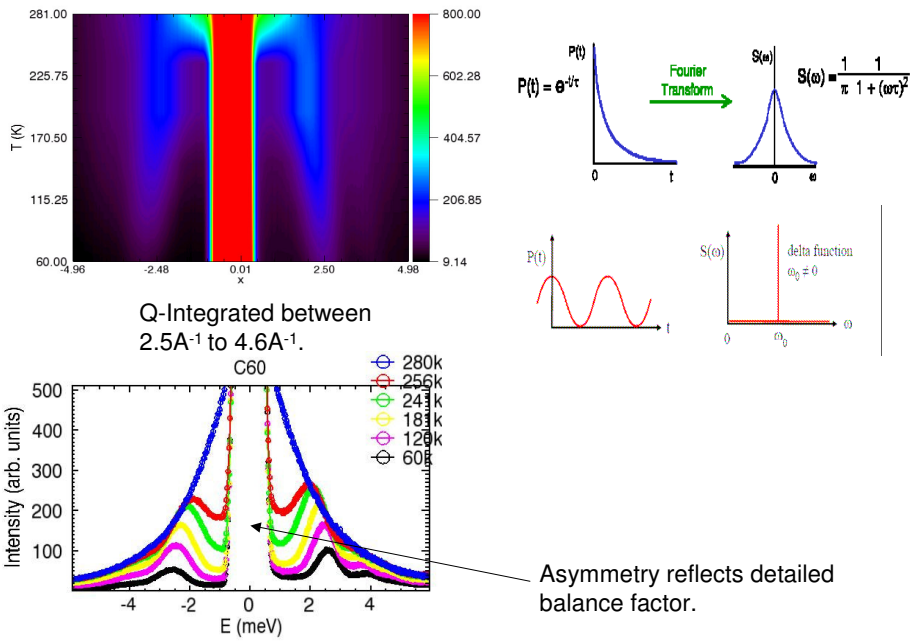 281.00
225.75
170.50
115.25
60.00
T (K)
-4.96 -2.48 0.01 2.50 4.98
x
800.00
602.28
404.57
206.85
9.14
Q-Integrated between
2.5A⁻¹ to 4.6A⁻¹.
C60
500
400
300
200
100
Intensity (arb. units)
-4 -2 0 2 4
E (meV)
280k
256k
241k
181k
120k
60k
P(t) = e^(-t/τ)
P(t)
0 t
Fourier
Transform
S(ω)
0 ω
S(ω) = 1/π 1/(1 + (ωτ)²)
P(t)
t
S(ω)
delta function
ω₀ ≠ 0
0 ω₀ ω
Asymmetry reflects detailed
balance factor.